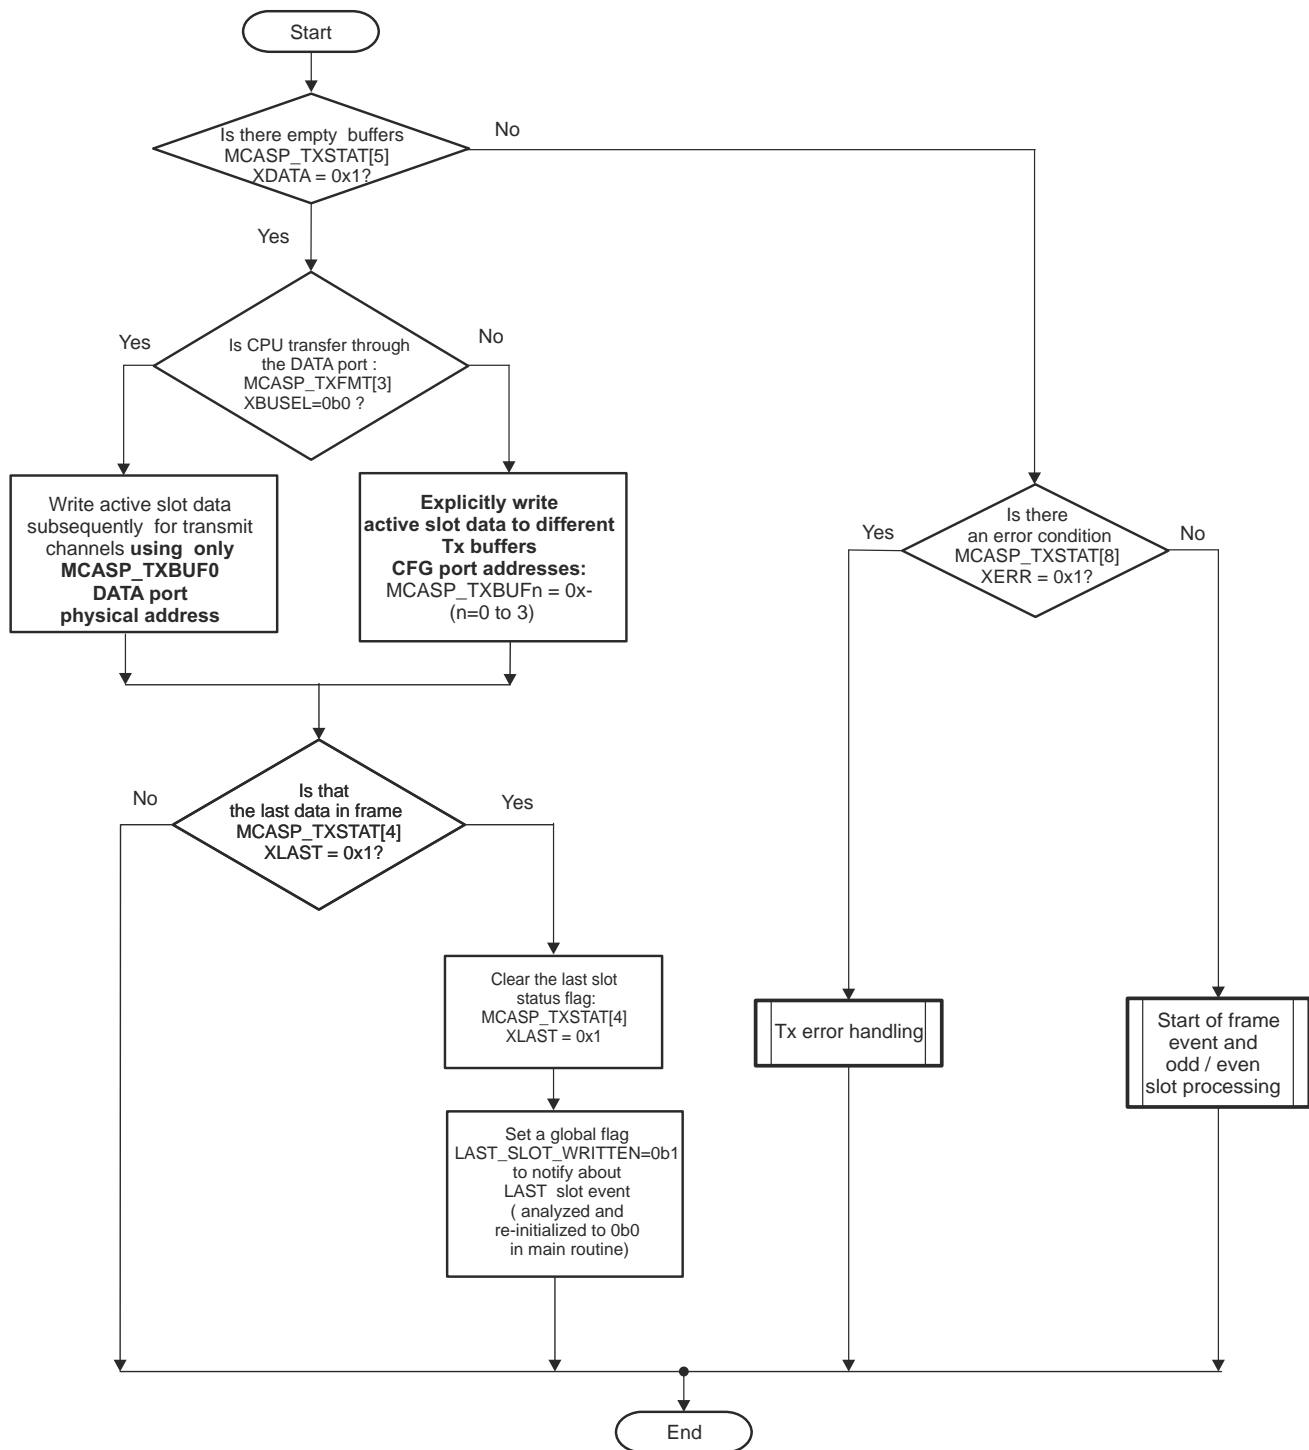 Start
Is there empty buffers
MCASP_TXSTAT[5]
XDATA = 0x1?
No
Yes
Is CPU transfer through
the DATA port :
MCASP_TXFMT[3]
XBUSEL=0b0 ?
Yes
No
Write active slot data
subsequently for transmit
channels using only
MCASP_TXBUF0
DATA port
physical address
Explicitly write
active slot data to different
Tx buffers
CFG port addresses:
MCASP_TXBUFn = 0x-
(n=0 to 3)
Is there
an error condition
MCASP_TXSTAT[8]
XERR = 0x1?
Yes
No
Is that
the last data in frame
MCASP_TXSTAT[4]
XLAST = 0x1?
No
Yes
Clear the last slot
status flag:
MCASP_TXSTAT[4]
XLAST = 0x1
Tx error handling
Start of frame
event and
odd / even
slot processing
Set a global flag
LAST_SLOT_WRITTEN=0b1
to notify about
LAST slot event
( analyzed and
re-initialized to 0b0
in main routine)
End